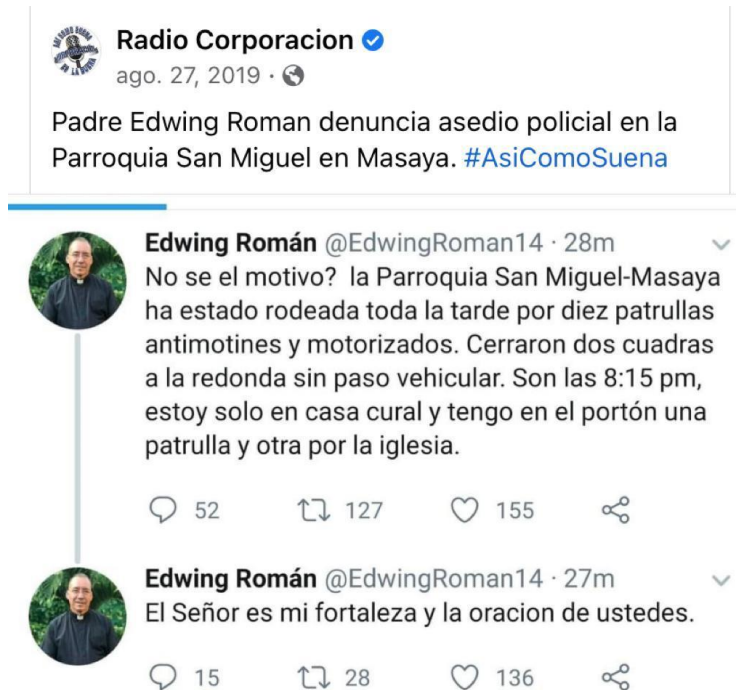 Radio Corporacion
ago. 27, 2019 ·
Padre Edwing Roman denuncia asedio policial en la
Parroquia San Miguel en Masaya. #AsiComoSuena
Edwing Román @EdwingRoman14 · 28m
No se el motivo? la Parroquia San Miguel-Masaya
ha estado rodeada toda la tarde por diez patrullas
antimotines y motorizados. Cerraron dos cuadras
a la redonda sin paso vehicular. Son las 8:15 pm,
estoy solo en casa cural y tengo en el portón una
patrulla y otra por la iglesia.
52 127 155
Edwing Román @EdwingRoman14 · 27m
El Señor es mi fortaleza y la oracion de ustedes.
15 28 136